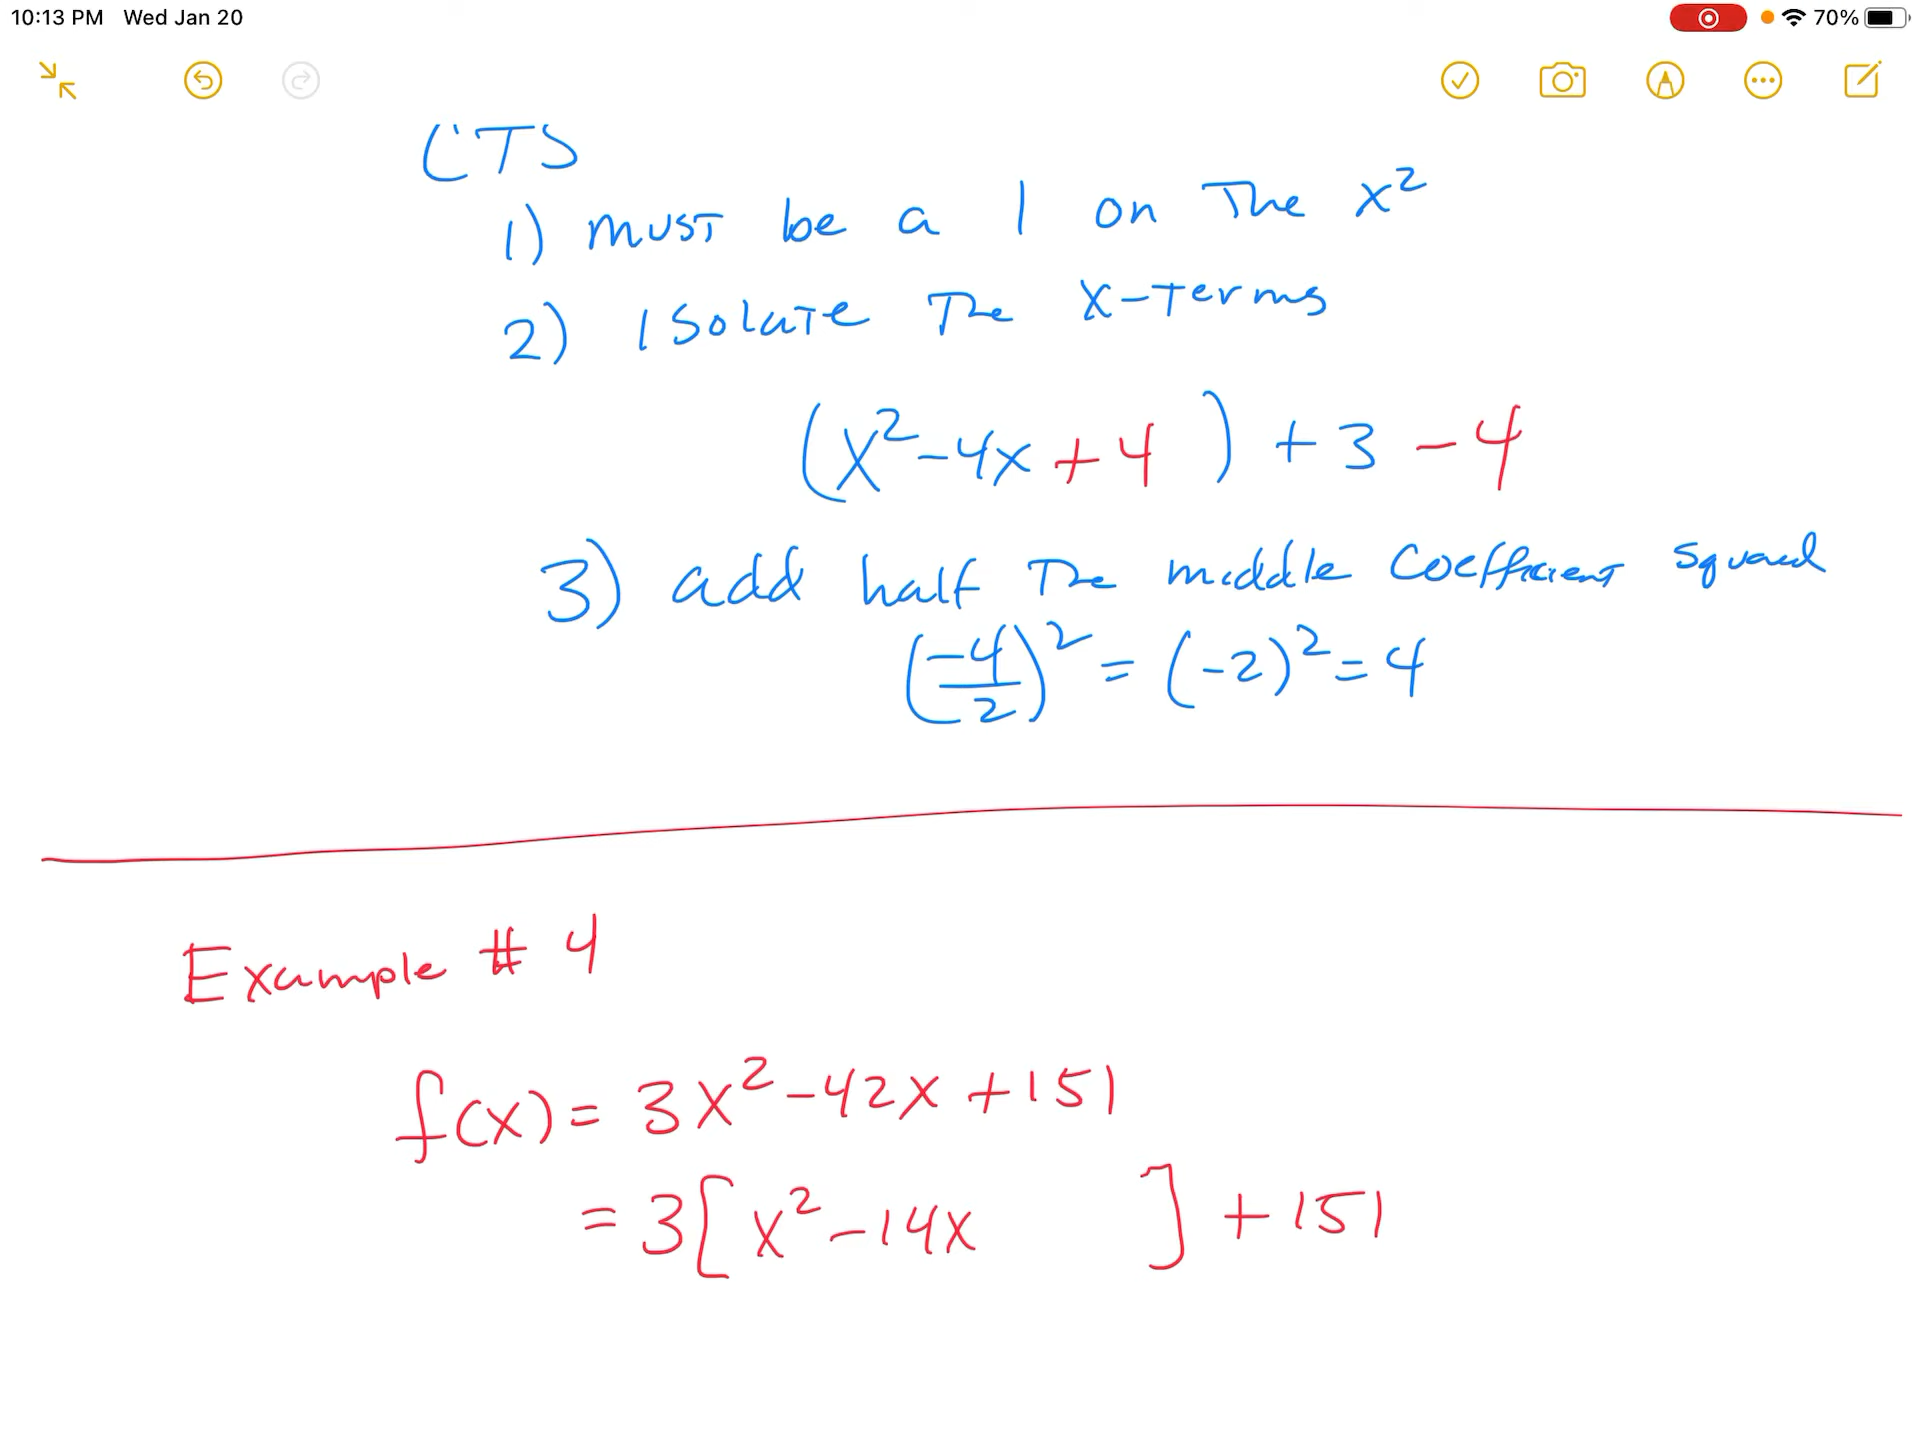 10:13 PM Wed Jan 20 70%
CTS
1) must be a 1 on the x²
2) Isolate the x-terms
(x²-4x+4) +3-4
3) add half the middle coefficient squared
(-4/2)² = (-2)² = 4
Example # 4
f(x) = 3x²-42x+151
= 3[x²-14x ] +151